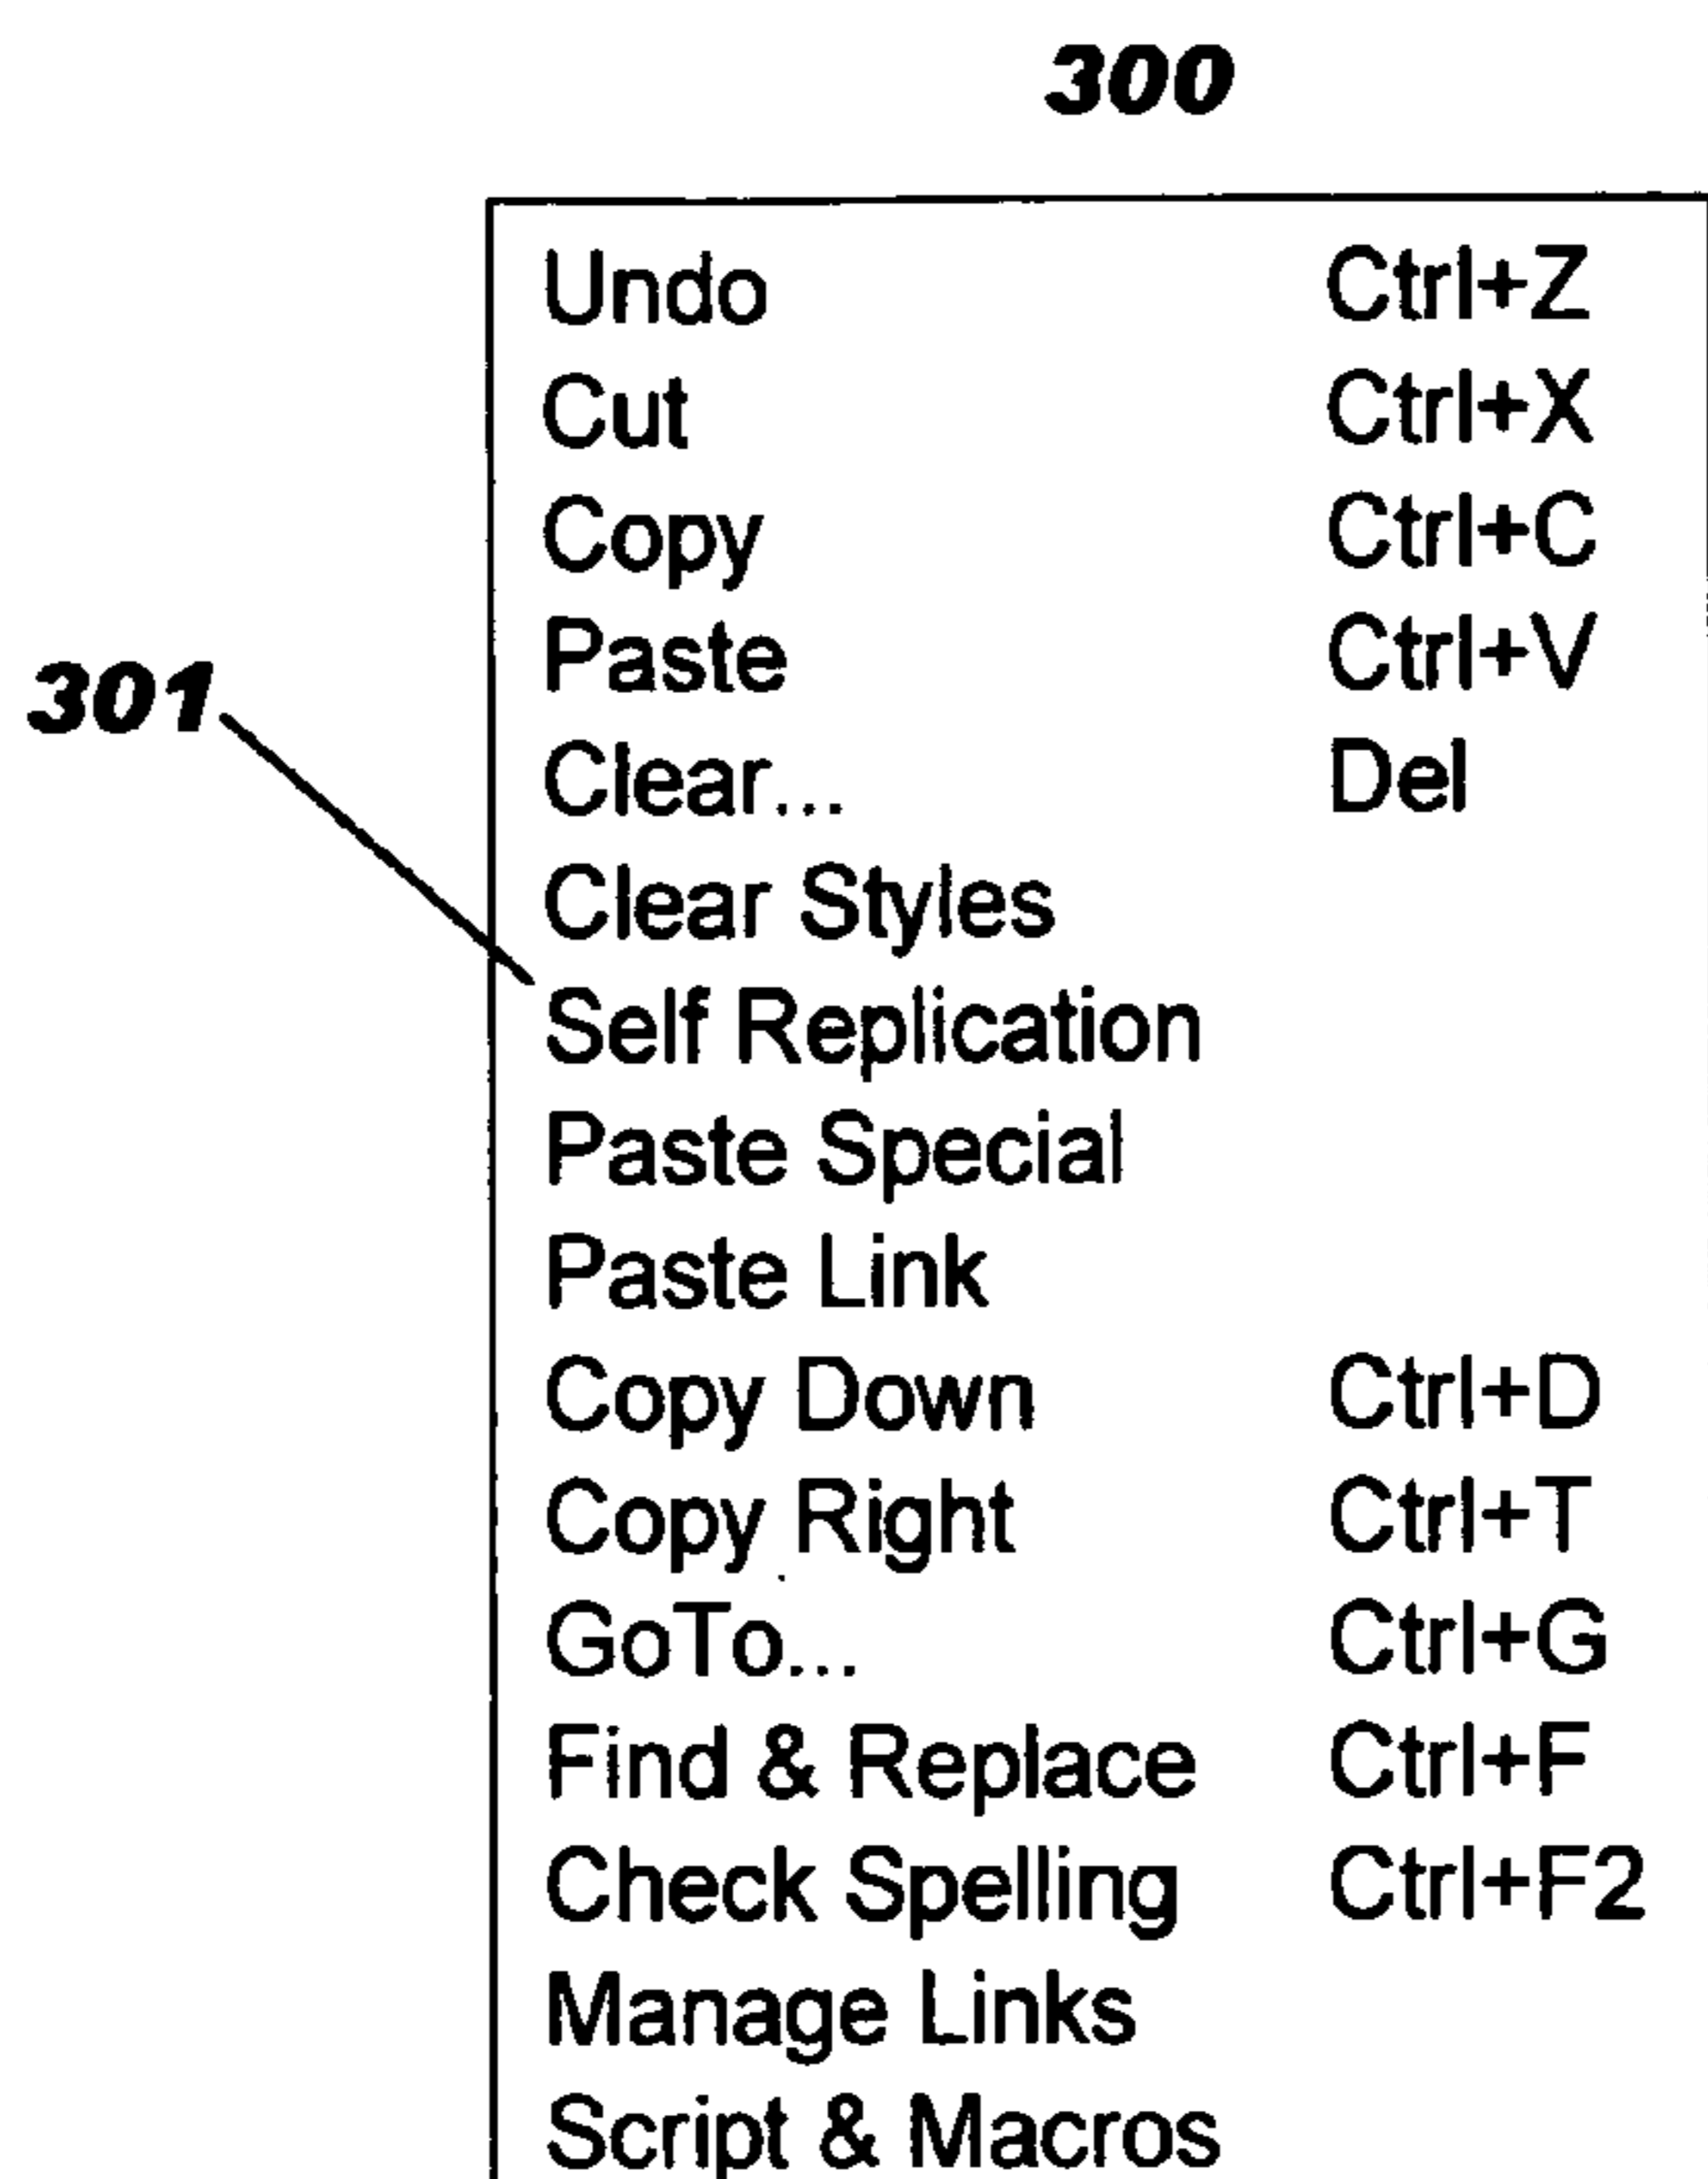 300
Undo Ctrl+Z
Cut Ctrl+X
Copy Ctrl+C
Paste Ctrl+V
301
Clear... Del
Clear Styles
Self Replication
Paste Special
Paste Link
Copy Down Ctrl+D
Copy Right Ctrl+T
GoTo... Ctrl+G
Find & Replace Ctrl+F
Check Spelling Ctrl+F2
Manage Links
Script & Macros